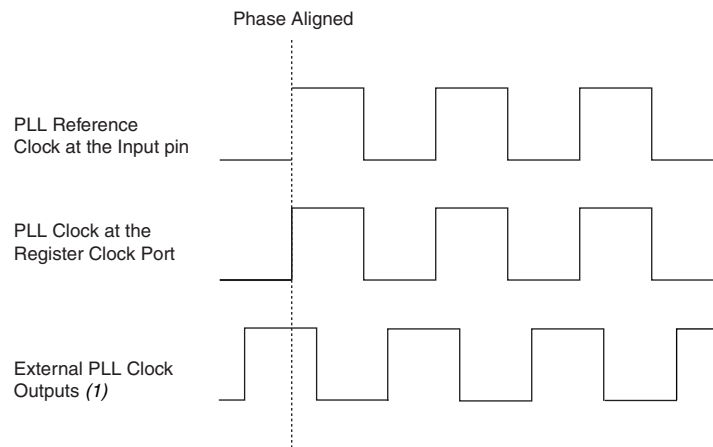 Phase Aligned
PLL Reference
Clock at the Input pin
PLL Clock at the
Register Clock Port
External PLL Clock
Outputs (1)